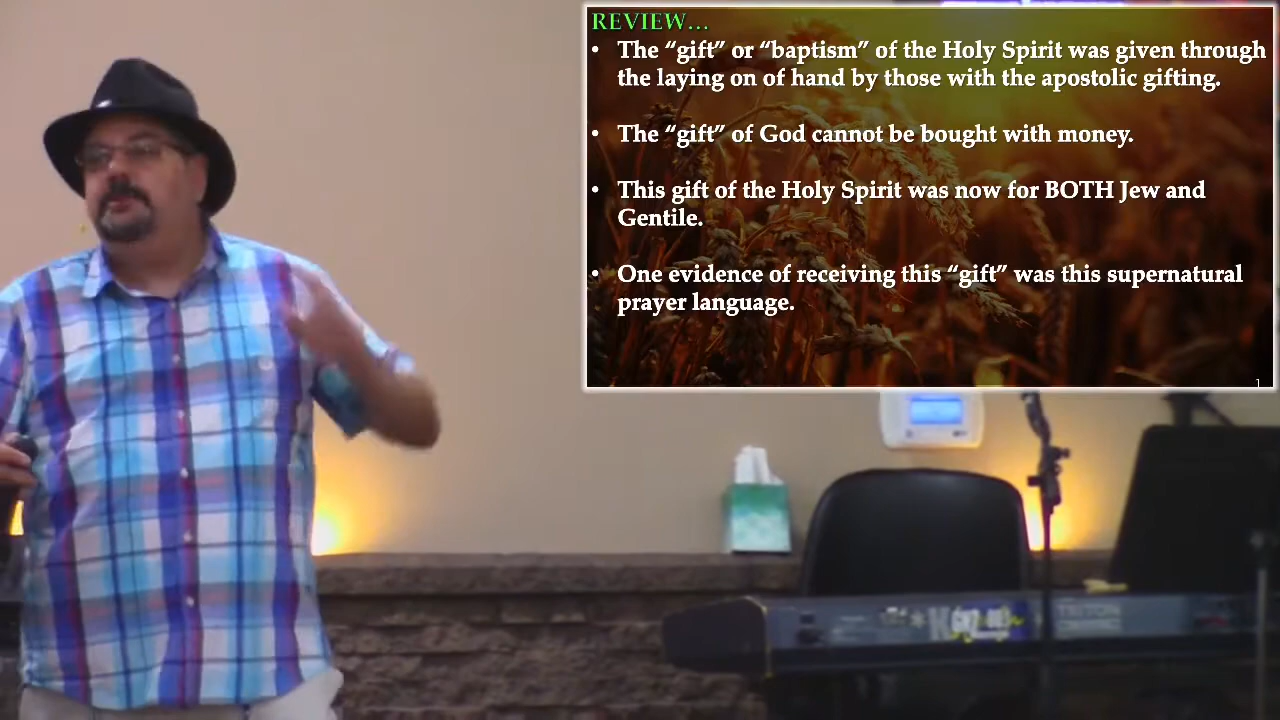 REVIEW…
• The “gift” or “baptism” of the Holy Spirit was given through
the laying on of hand by those with the apostolic gifting.
• The “gift” of God cannot be bought with money.
• This gift of the Holy Spirit was now for BOTH Jew and
Gentile.
• One evidence of receiving this “gift” was this supernatural
prayer language.
1
TRITON